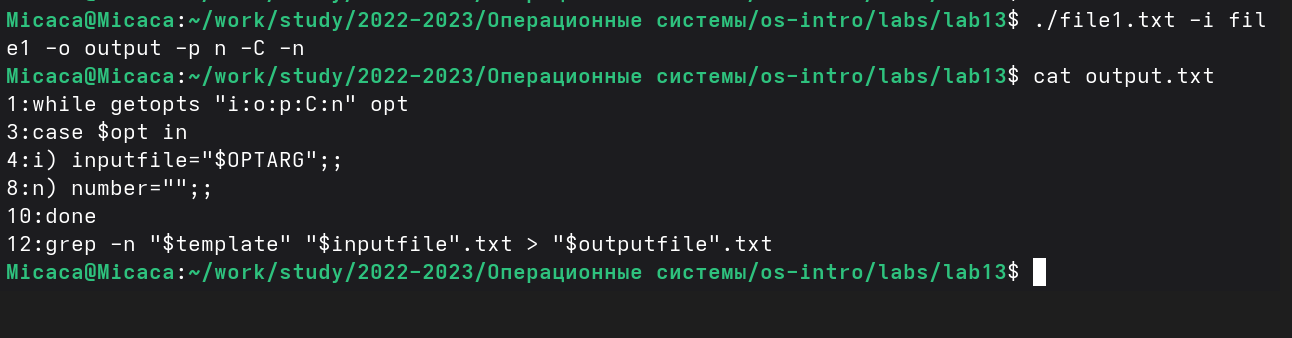 Micaca@Micaca:~/work/study/2022-2023/Операционные системы/os-intro/labs/lab13$ ./file1.txt -i fil
e1 -o output -p n -C -n
Micaca@Micaca:~/work/study/2022-2023/Операционные системы/os-intro/labs/lab13$ cat output.txt
1:while getopts "i:o:p:C:n" opt
3:case $opt in
4:i) inputfile="$OPTARG";;
8:n) number="";;
10:done
12:grep -n "$template" "$inputfile".txt > "$outputfile".txt
Micaca@Micaca:~/work/study/2022-2023/Операционные системы/os-intro/labs/lab13$